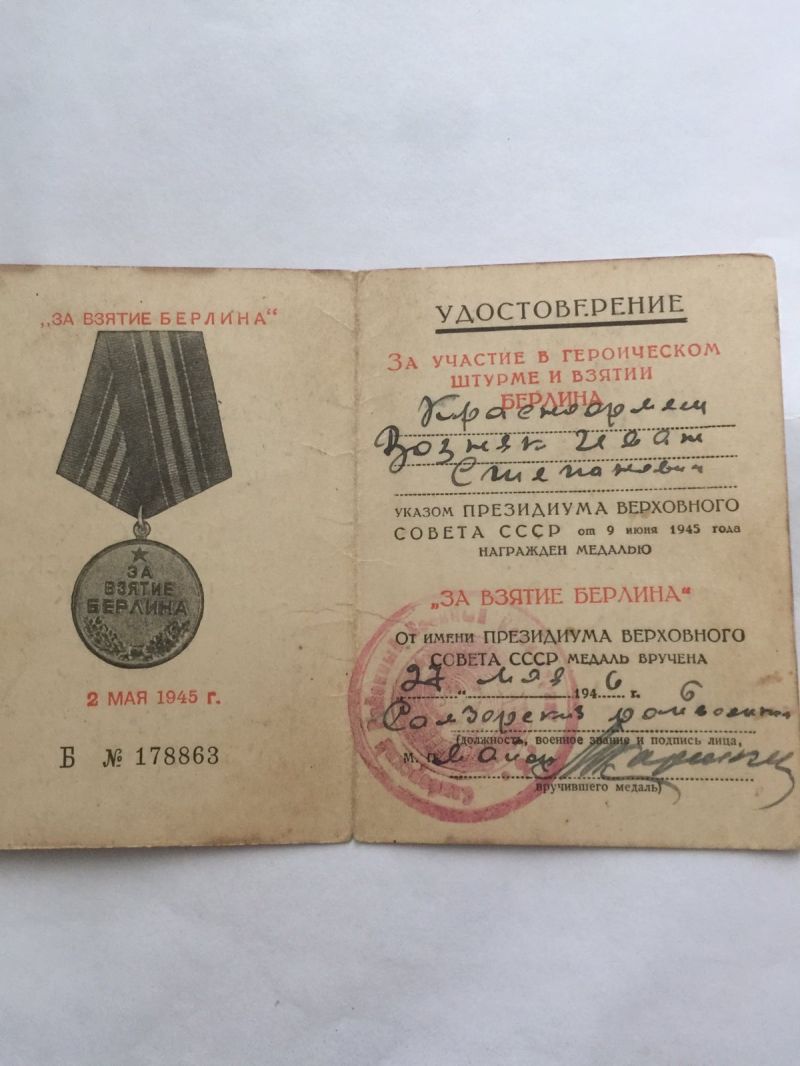 „ЗА ВЗЯТИЕ БЕРЛИНА“
ЗА
ВЗЯТИЕ
БЕРЛИНА
2 МАЯ 1945 г.
Б № 178863
УДОСТОВЕРЕНИЕ
ЗА УЧАСТИЕ В ГЕРОИЧЕСКОМ
ШТУРМЕ И ВЗЯТИИ
БЕРЛИНА
Красноармеец
Возняк Иван
Степанович
УКАЗОМ ПРЕЗИДИУМА ВЕРХОВНОГО
СОВЕТА СССР от 9 июня 1945 года
НАГРАЖДЕН МЕДАЛЬЮ
„ЗА ВЗЯТИЕ БЕРЛИНА“
От имени ПРЕЗИДИУМА ВЕРХОВНОГО
СОВЕТА СССР МЕДАЛЬ ВРУЧЕНА
27 “ мая 1946 г.
(должность, военное звание и подпись лица,
М. П. майор
вручившего медаль)